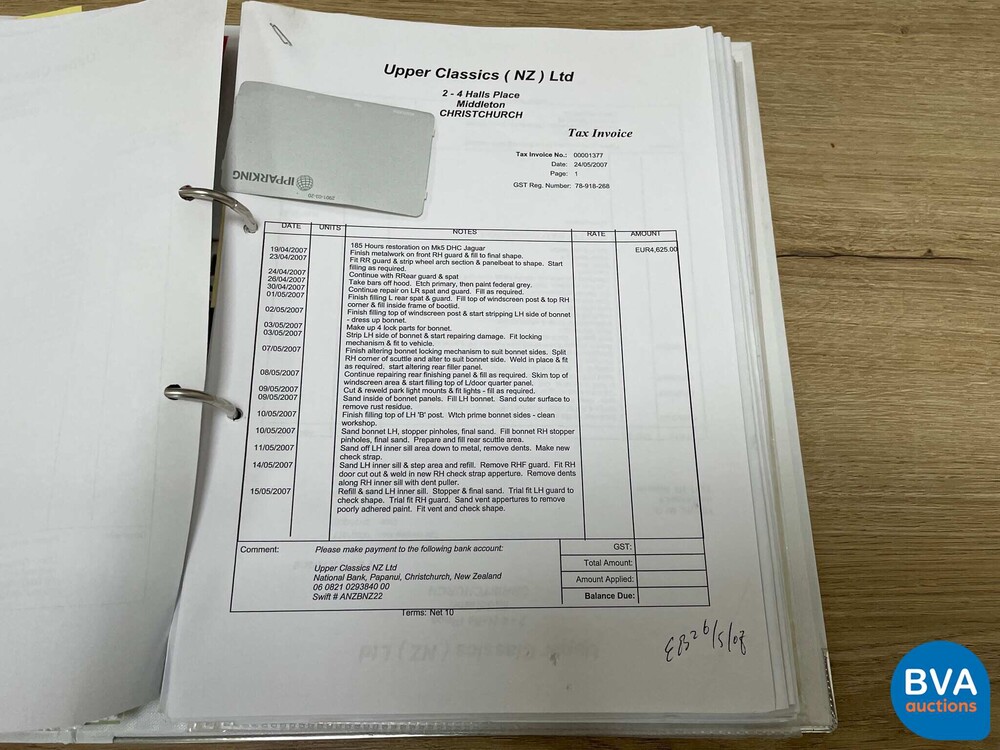 Upper Classics ( NZ ) Ltd
2 - 4 Halls Place
Middleton
CHRISTCHURCH
Tax Invoice
Tax Invoice No.: 00001377
Date: 24/05/2007
Page: 1
GST Reg. Number: 78-918-268
IPPARKING
DATE UNITS NOTES RATE AMOUNT
185 Hours restoration on Mk5 DHC Jaguar EUR4,625.00
19/04/2007 Finish metalwork on front RH guard & fill to final shape.
23/04/2007 Fit RR guard & strip wheel arch section & panelbeat to shape. Start
filling as required.
24/04/2007 Continue with RRear guard & spat
26/04/2007 Take bars off hood. Etch primary, then paint federal grey.
30/04/2007 Continue repair on LR spat and guard. Fill as required.
01/05/2007 Finish filling L rear spat & guard. Fill top of windscreen post & top RH
corner & fill inside frame of bootlid.
02/05/2007 Finish filling top of windscreen post & start stripping LH side of bonnet
- dress up bonnet.
03/05/2007 Make up 4 lock parts for bonnet.
03/05/2007 Strip LH side of bonnet & start repairing damage. Fit locking
mechanism & fit to vehicle.
07/05/2007 Finish altering bonnet locking mechanism to suit bonnet sides. Split
RH corner of scuttle and alter to suit bonnet side. Weld in place & fit
as required. start altering rear filler panel.
08/05/2007 Continue repairing rear finishing panel & fill as required. Skim top of
windscreen area & start filling top of L/door quarter panel.
09/05/2007 Cut & reweld park light mounts & fit lights - fill as required.
09/05/2007 Sand inside of bonnet panels. Fill LH bonnet. Sand outer surface to
remove rust residue.
10/05/2007 Finish filling top of LH 'B' post. Wtch prime bonnet sides - clean
workshop.
10/05/2007 Sand bonnet LH, stopper pinholes, final sand. Fill bonnet RH stopper
pinholes, final sand. Prepare and fill rear scuttle area.
11/05/2007 Sand off LH inner sill area down to metal, remove dents. Make new
check strap.
14/05/2007 Sand LH inner sill & step area and refill. Remove RHF guard. Fit RH
door cut out & weld in new RH check strap apperture. Remove dents
along RH inner sill with dent puller.
15/05/2007 Refill & sand LH inner sill. Stopper & final sand. Trial fit LH guard to
check shape. Trial fit RH guard. Sand vent appertures to remove
poorly adhered paint. Fit vent and check shape.
Comment: Please make payment to the following bank account:
Upper Classics NZ Ltd
National Bank, Papanui, Christchurch, New Zealand
06 0821 0293840 00
Swift # ANZBNZ22
GST:
Total Amount:
Amount Applied:
Balance Due:
Terms: Net 10
BVA
auctions